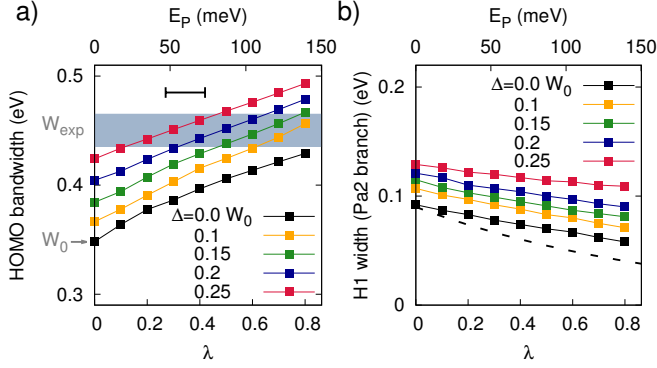 a)
E_P (meV)
0 50 100 150
0.5
0.4
0.3
HOMO bandwidth (eV)
W_exp
W_0
Δ=0.0 W_0
0.1
0.15
0.2
0.25
0 0.2 0.4 0.6 0.8
λ
b)
E_P (meV)
0 50 100 150
0.2
0.1
0
H1 width (Pa2 branch) (eV)
Δ=0.0 W_0
0.1
0.15
0.2
0.25
0 0.2 0.4 0.6 0.8
λ